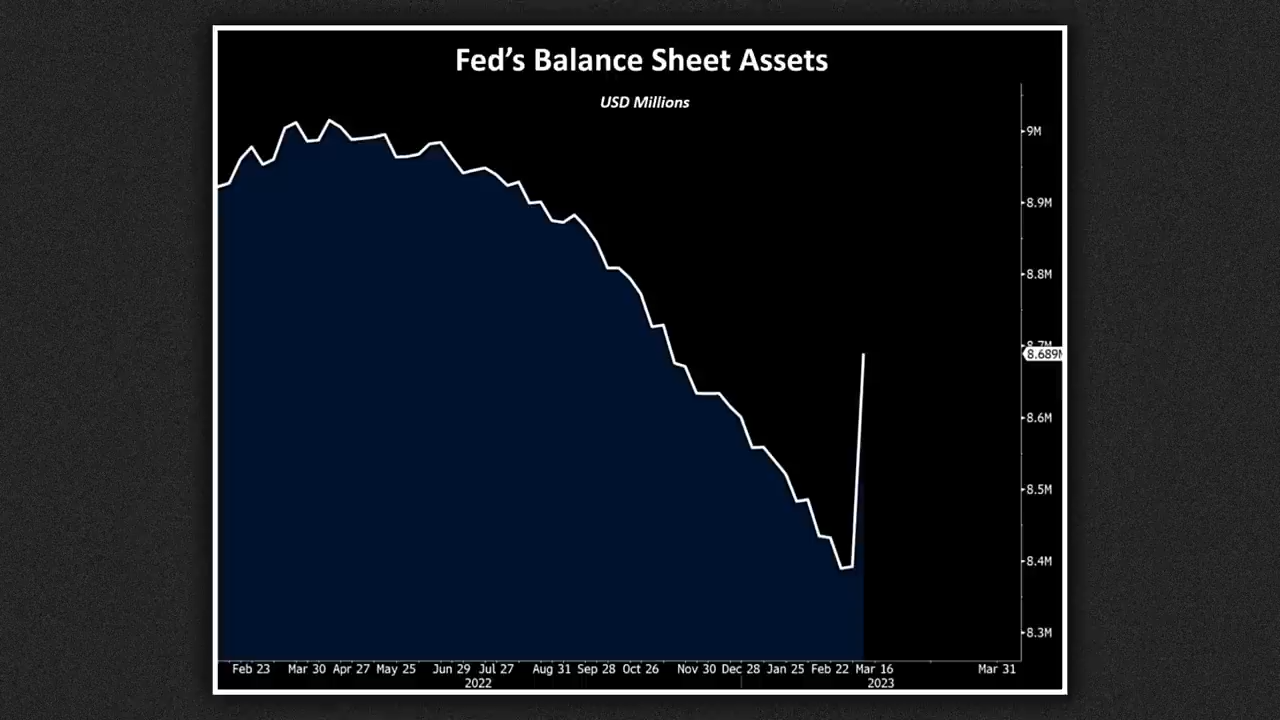 Fed’s Balance Sheet Assets
USD Millions
9M
8.9M
8.8M
8.7M
8.689M
8.6M
8.5M
8.4M
8.3M
Feb 23 Mar 30 Apr 27 May 25 Jun 29 Jul 27 Aug 31 Sep 28 Oct 26 Nov 30 Dec 28 Jan 25 Feb 22 Mar 16 Mar 31
2022 2023